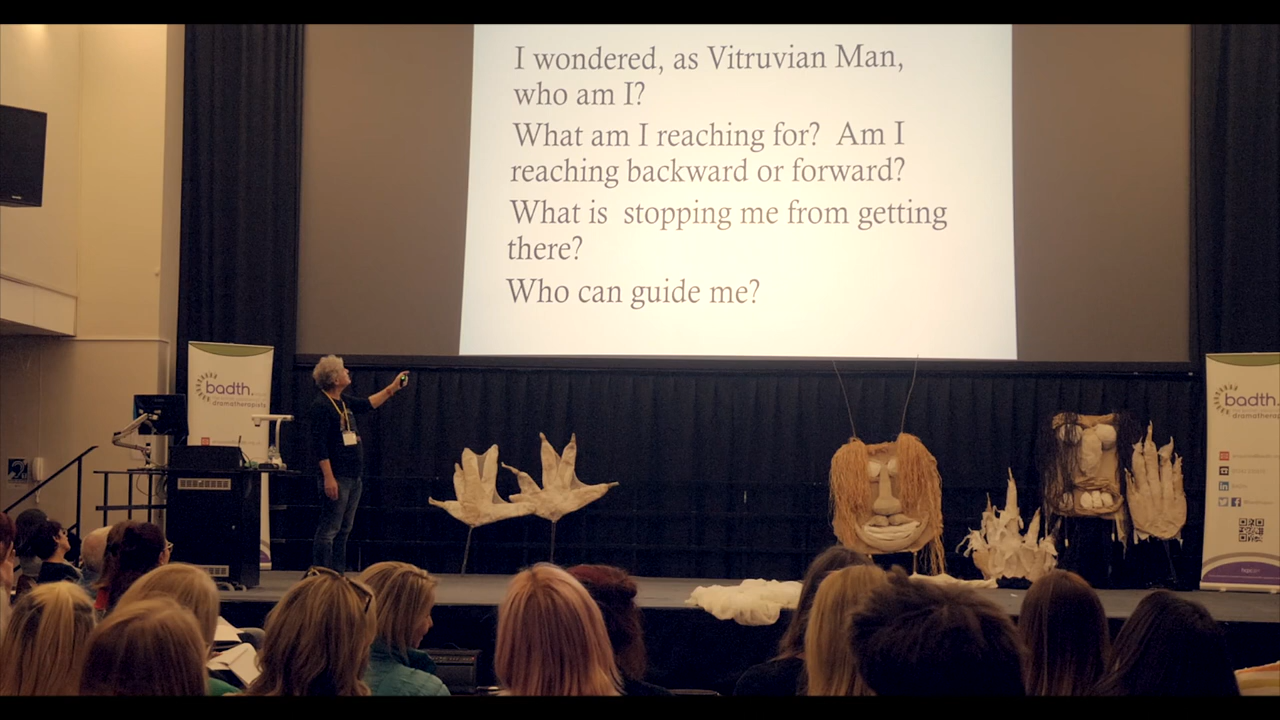 I wondered, as Vitruvian Man,
who am I?
What am I reaching for?  Am I
reaching backward or forward?
What is  stopping me from getting
there?
Who can guide me?
badth.
dramatherapists
badth.